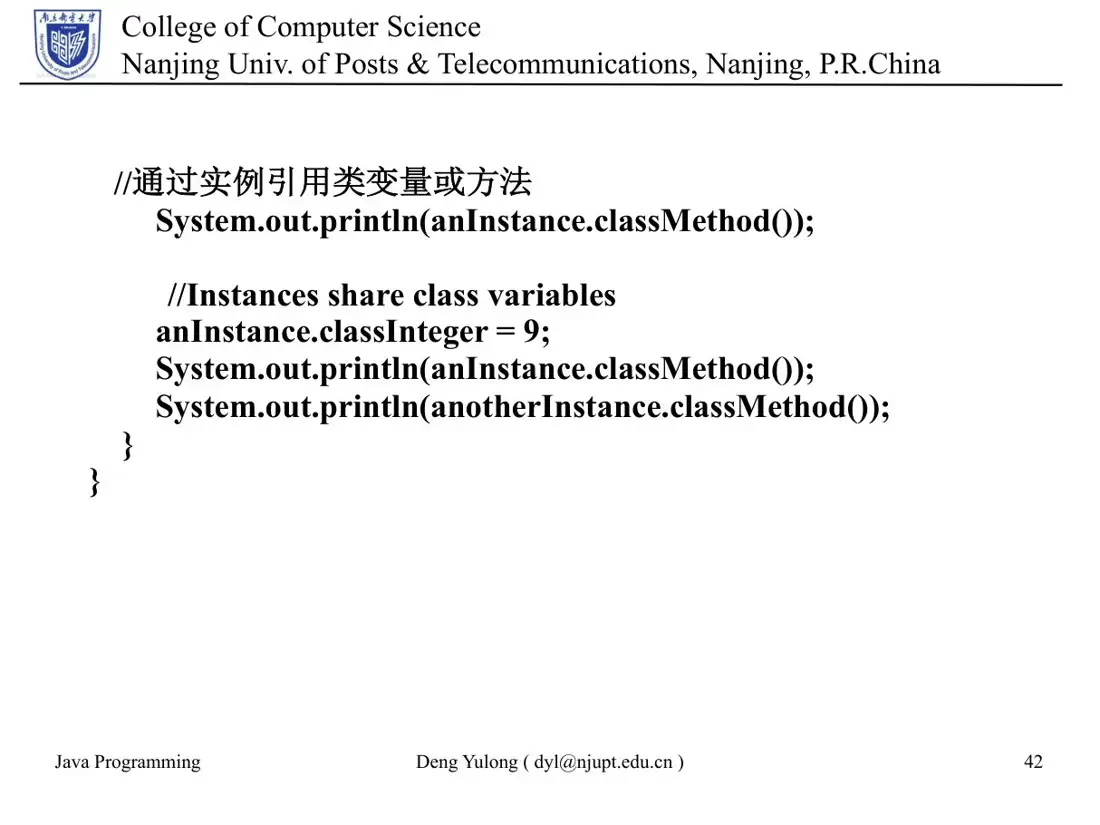 College of Computer Science
Nanjing Univ. of Posts & Telecommunications, Nanjing, P.R.China
//通过实例引用类变量或方法
System.out.println(anInstance.classMethod());
//Instances share class variables
anInstance.classInteger = 9;
System.out.println(anInstance.classMethod());
System.out.println(anotherInstance.classMethod());
}
}
Java Programming
Deng Yulong ( dyl@njupt.edu.cn )
42